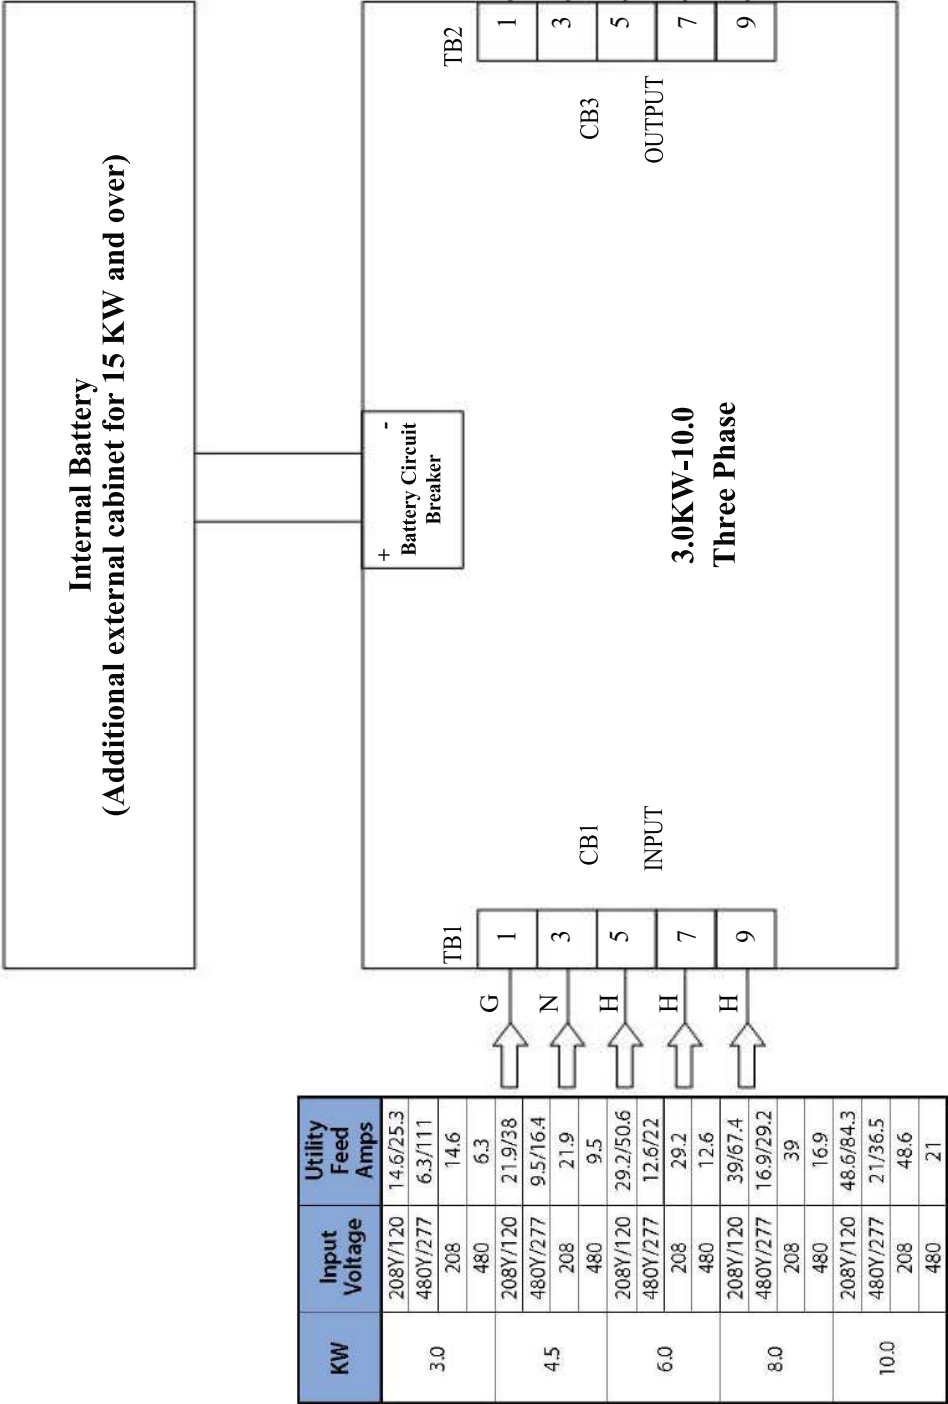 Internal Battery
(Additional external cabinet for 15 KW and over)
+ -
Battery Circuit
Breaker
TB1
TB2
G 1
N 3
H 5
H 7
H 9
CB1
INPUT
3.0KW-10.0
Three Phase
CB3
OUTPUT
1
3
5
7
9
KW Input Voltage Utility Feed Amps
3.0 208Y/120 14.6/25.3
480Y/277 6.3/111
208 14.6
480 6.3
4.5 208Y/120 21.9/38
480Y/277 9.5/16.4
208 21.9
480 9.5
6.0 208Y/120 29.2/50.6
480Y/277 12.6/22
208 29.2
480 12.6
8.0 208Y/120 39/67.4
480Y/277 16.9/29.2
208 39
480 16.9
10.0 208Y/120 48.6/84.3
480Y/277 21/36.5
208 48.6
480 21